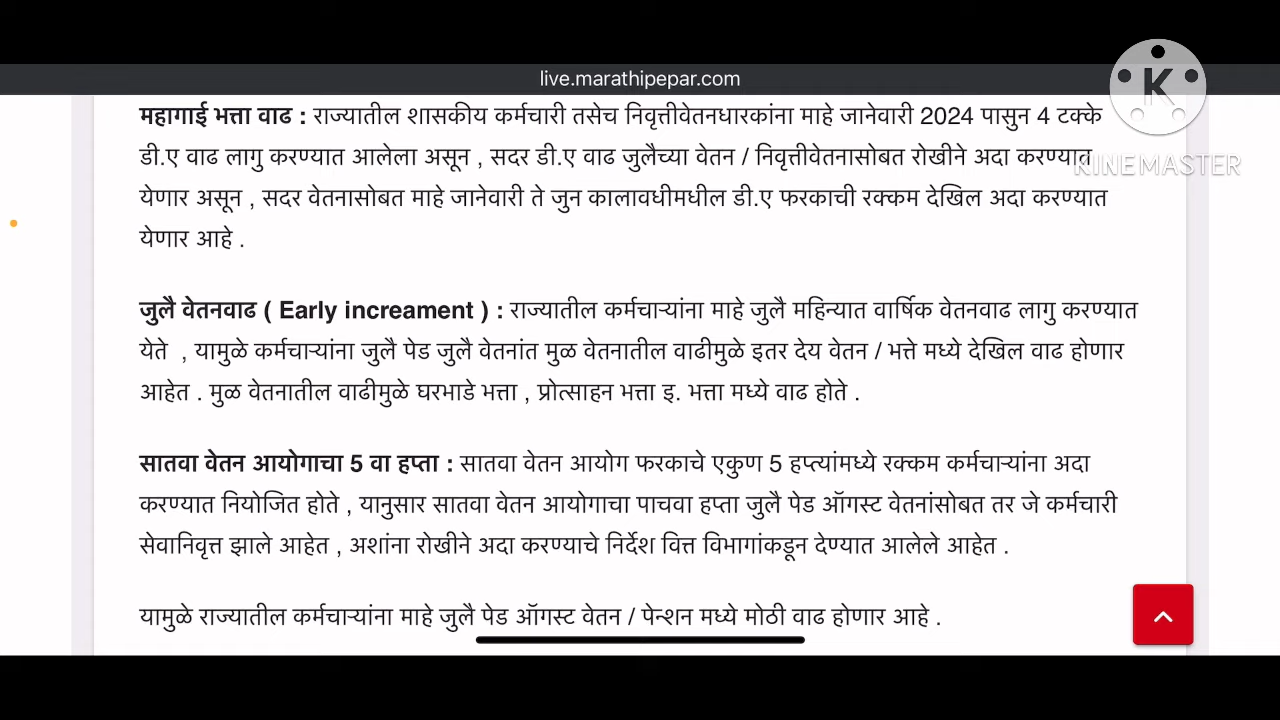 live.marathipepar.com
महागाई भत्ता वाढ : राज्यातील शासकीय कर्मचारी तसेच निवृत्तीवेतनधारकांना माहे जानेवारी 2024 पासुन 4 टक्के
डी.ए वाढ लागु करण्यात आलेला असून , सदर डी.ए वाढ जुलैच्या वेतन / निवृत्तीवेतनासोबत रोखीने अदा करण्यात
येणार असून , सदर वेतनासोबत माहे जानेवारी ते जुन कालावधीमधील डी.ए फरकाची रक्कम देखिल अदा करण्यात
येणार आहे .
जुलै वेतनवाढ ( Early increament ) : राज्यातील कर्मचाऱ्यांना माहे जुलै महिन्यात वार्षिक वेतनवाढ लागु करण्यात
येते , यामुळे कर्मचाऱ्यांना जुलै पेड जुलै वेतनांत मुळ वेतनातील वाढीमुळे इतर देय वेतन / भत्ते मध्ये देखिल वाढ होणार
आहेत . मुळ वेतनातील वाढीमुळे घरभाडे भत्ता , प्रोत्साहन भत्ता इ. भत्ता मध्ये वाढ होते .
सातवा वेतन आयोगाचा 5 वा हप्ता : सातवा वेतन आयोग फरकाचे एकुण 5 हप्त्यांमध्ये रक्कम कर्मचाऱ्यांना अदा
करण्यात नियोजित होते , यानुसार सातवा वेतन आयोगाचा पाचवा हप्ता जुलै पेड ऑगस्ट वेतनांसोबत तर जे कर्मचारी
सेवानिवृत्त झाले आहेत , अशांना रोखीने अदा करण्याचे निर्देश वित्त विभागांकडून देण्यात आलेले आहेत .
यामुळे राज्यातील कर्मचाऱ्यांना माहे जुलै पेड ऑगस्ट वेतन / पेन्शन मध्ये मोठी वाढ होणार आहे .
K
KINEMASTER